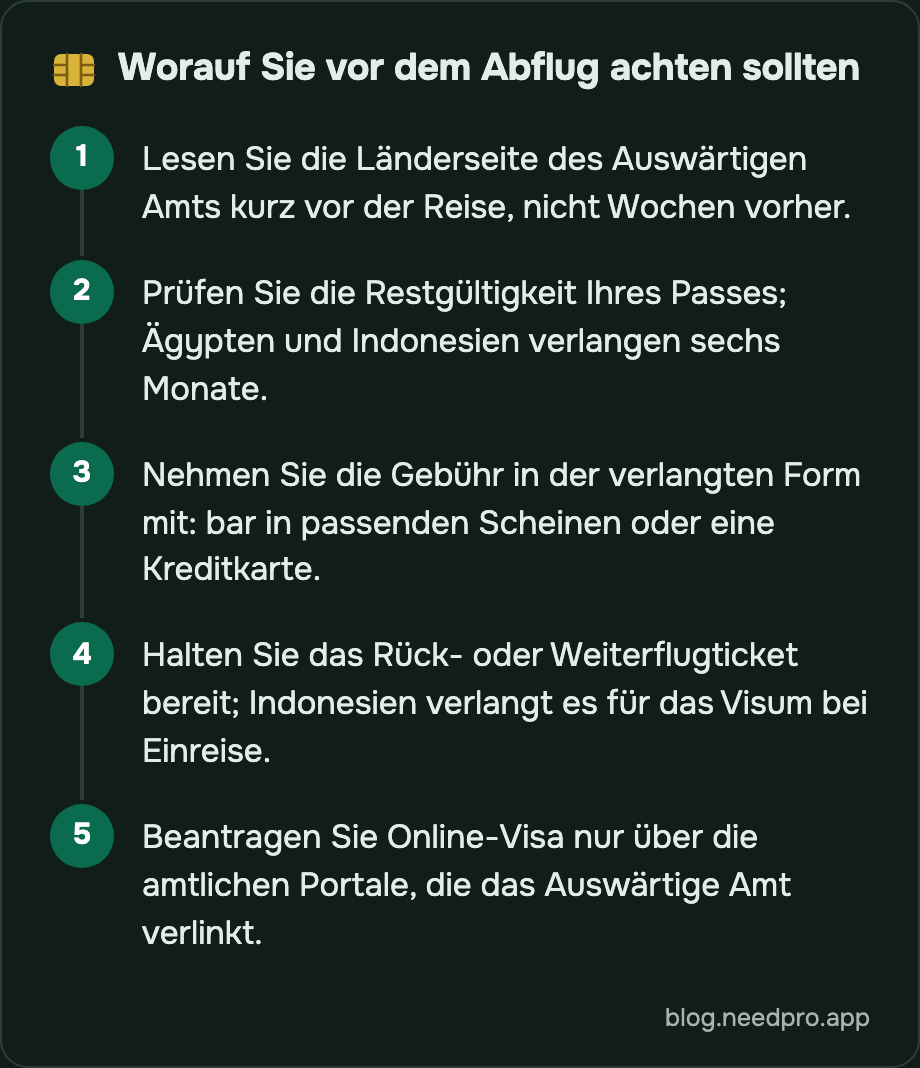 Worauf Sie vor dem Abflug achten sollten
1
Lesen Sie die Länderseite des Auswärtigen
Amts kurz vor der Reise, nicht Wochen vorher.
2
Prüfen Sie die Restgültigkeit Ihres Passes;
Ägypten und Indonesien verlangen sechs
Monate.
3
Nehmen Sie die Gebühr in der verlangten Form
mit: bar in passenden Scheinen oder eine
Kreditkarte.
4
Halten Sie das Rück- oder Weiterflugticket
bereit; Indonesien verlangt es für das Visum bei
Einreise.
5
Beantragen Sie Online-Visa nur über die
amtlichen Portale, die das Auswärtige Amt
verlinkt.
blog.needpro.app